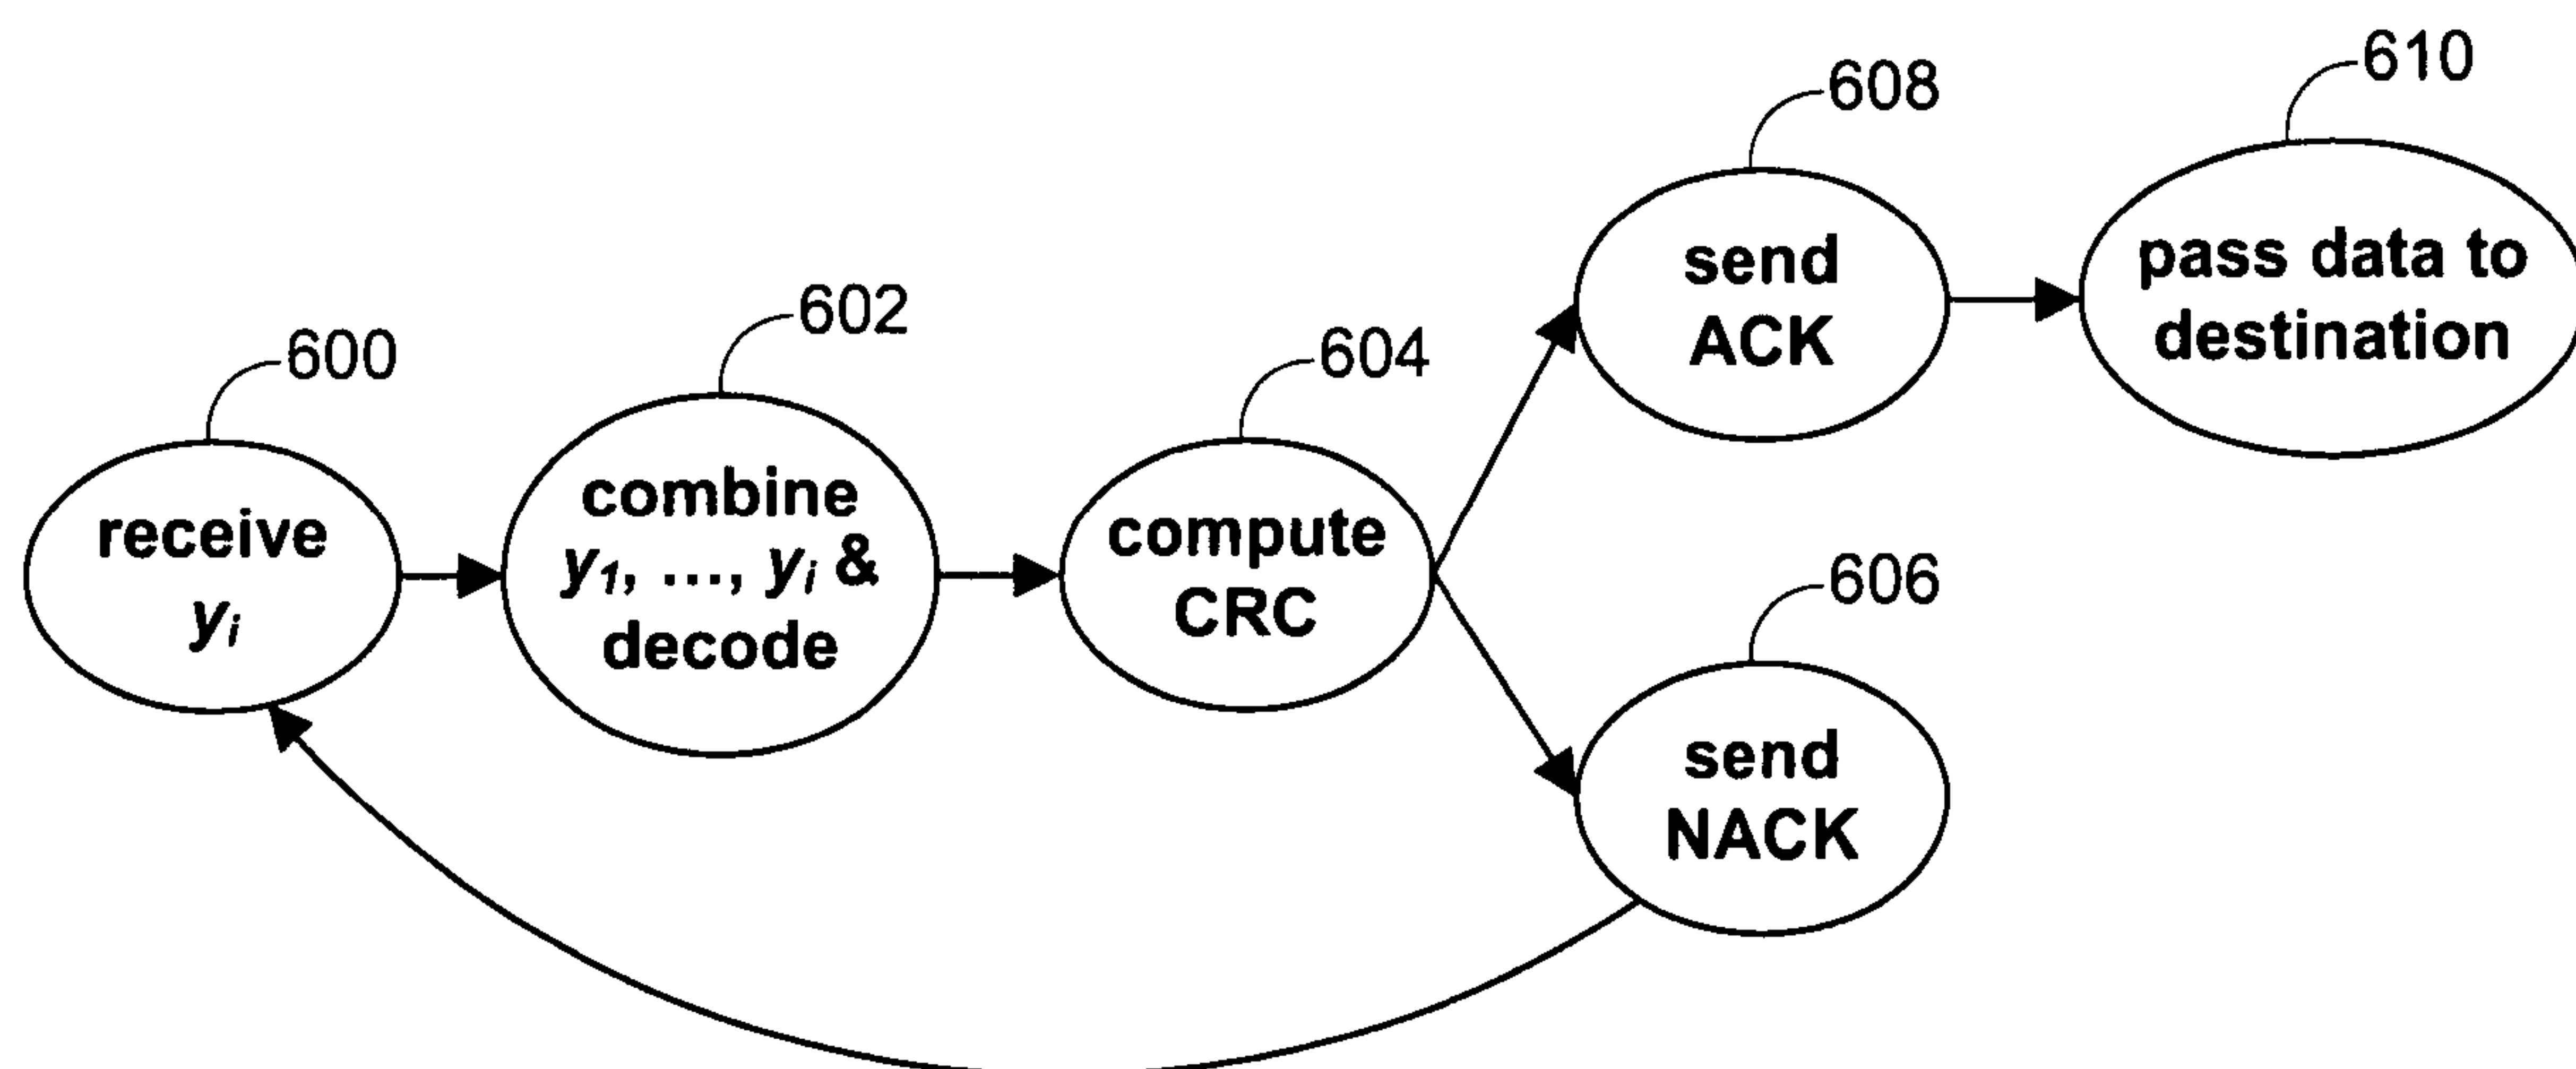 600
receive
yi
602
combine
y1, ..., yi &
decode
604
compute
CRC
608
send
ACK
610
pass data to
destination
606
send
NACK